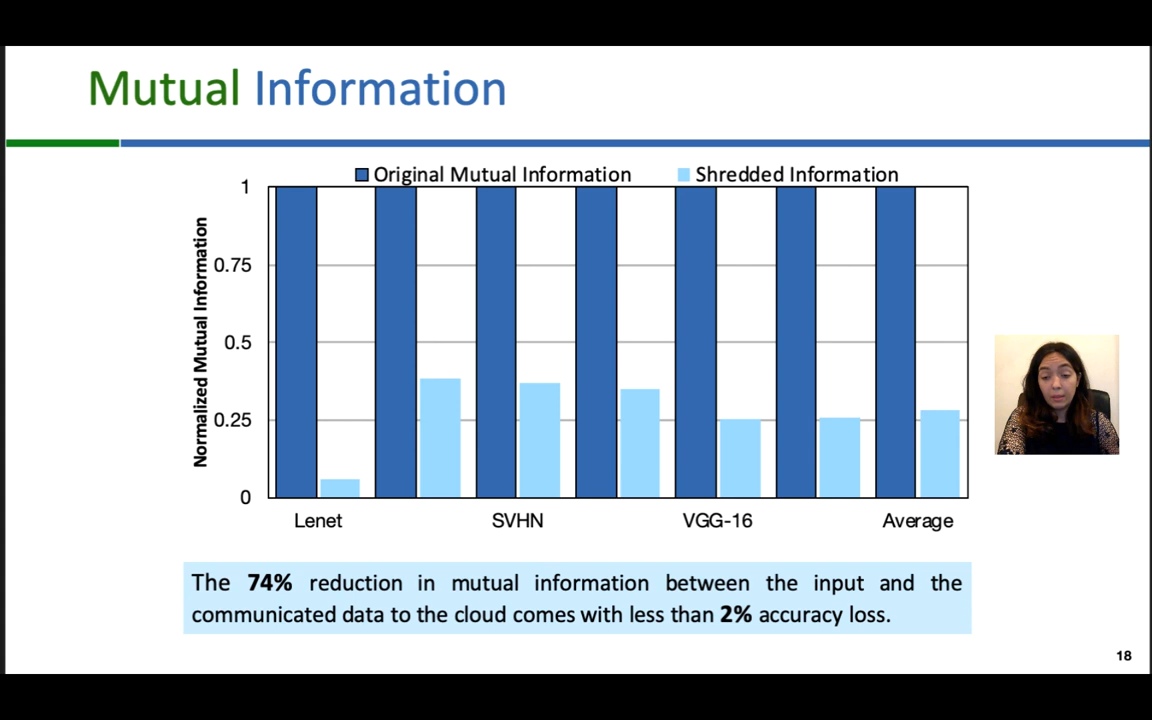 Mutual Information
Original Mutual Information
Shredded Information
Normalized Mutual Information
1
0.75
0.5
0.25
0
Lenet
SVHN
VGG-16
Average
The 74% reduction in mutual information between the input and the
communicated data to the cloud comes with less than 2% accuracy loss.
18